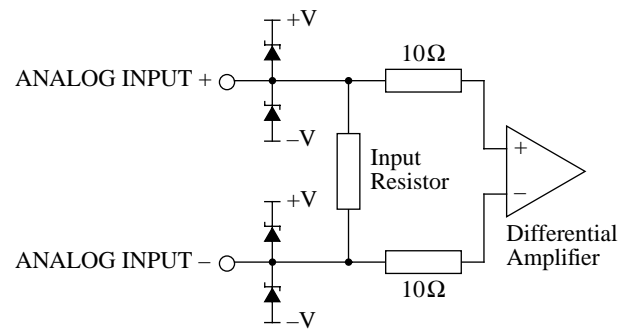 +V
10Ω
ANALOG INPUT +
–V
+
Input
Resistor
–
+V
Differential
Amplifier
ANALOG INPUT –
10Ω
–V